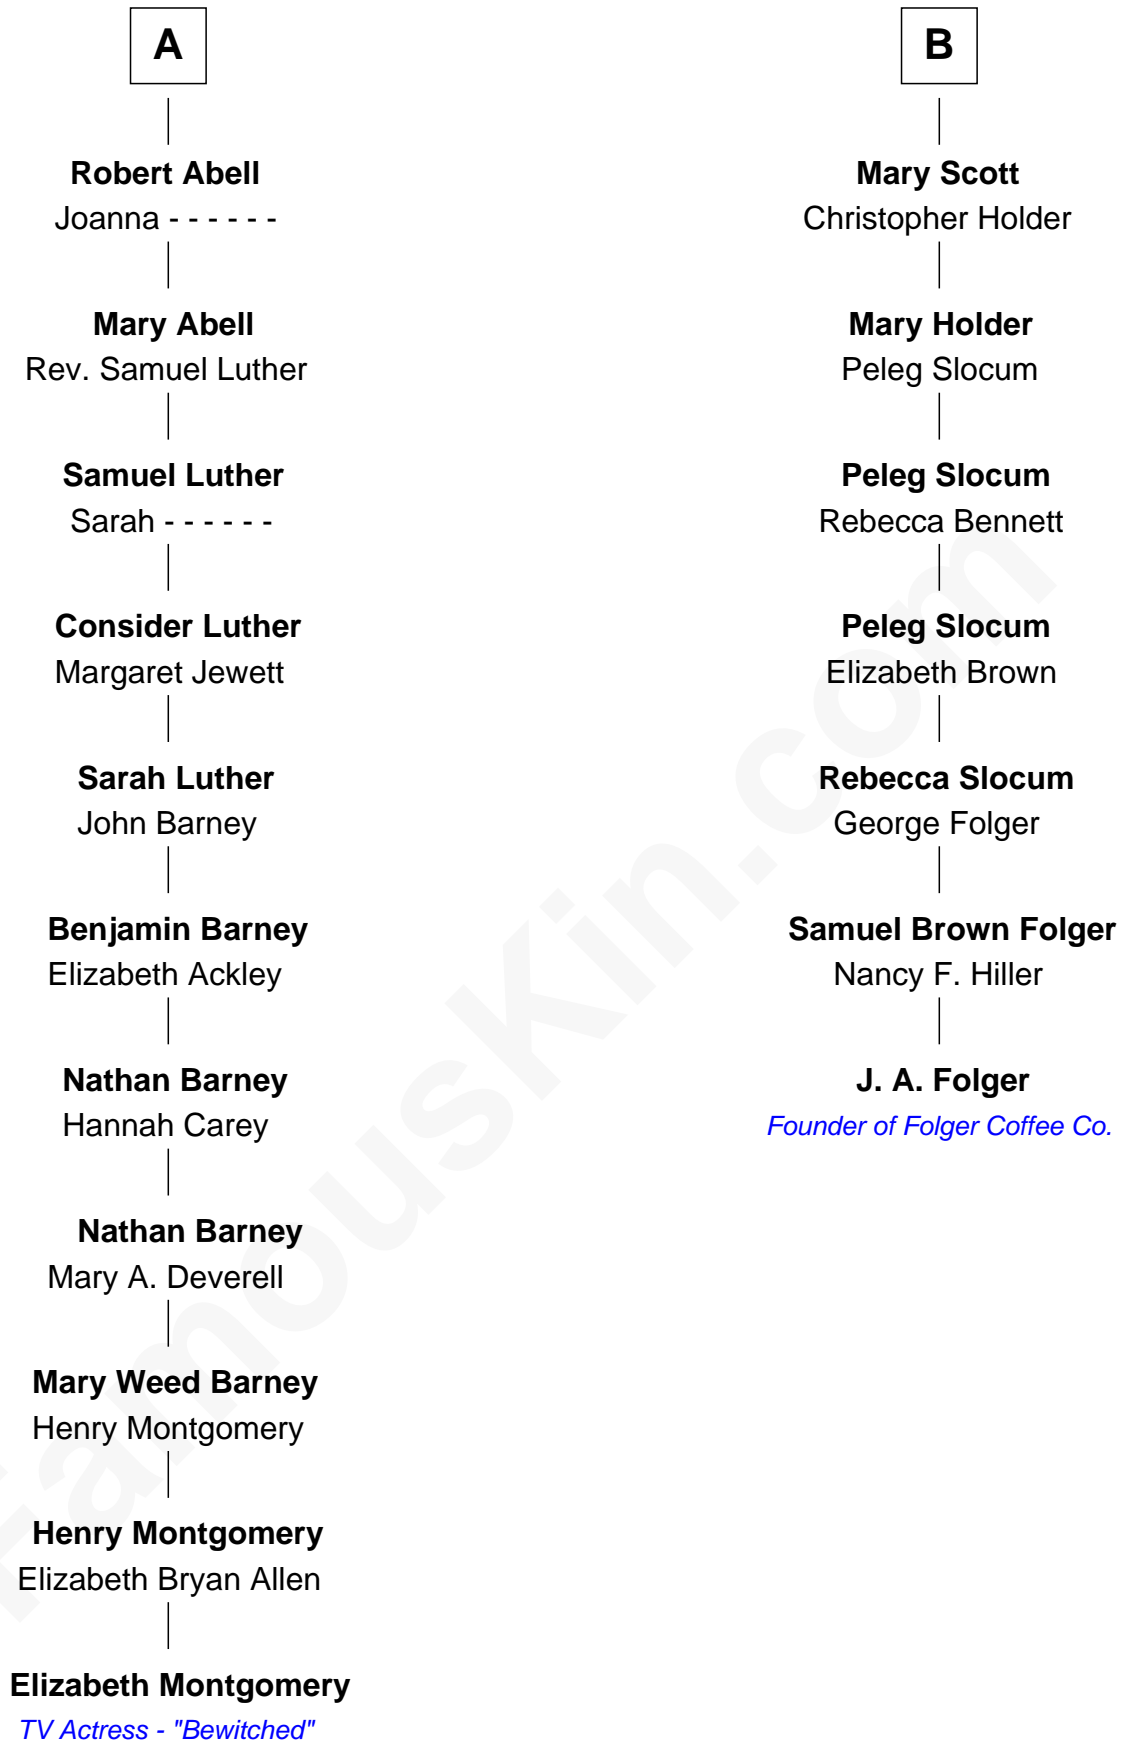 A
Robert Abell
Joanna - - - - - -
Mary Abell
Rev. Samuel Luther
Samuel Luther
Sarah - - - - - -
Consider Luther
Margaret Jewett
Sarah Luther
John Barney
Benjamin Barney
Elizabeth Ackley
Nathan Barney
Hannah Carey
Nathan Barney
Mary A. Deverell
Mary Weed Barney
Henry Montgomery
Henry Montgomery
Elizabeth Bryan Allen
Elizabeth Montgomery
TV Actress - "Bewitched"
B
Mary Scott
Christopher Holder
Mary Holder
Peleg Slocum
Peleg Slocum
Rebecca Bennett
Peleg Slocum
Elizabeth Brown
Rebecca Slocum
George Folger
Samuel Brown Folger
Nancy F. Hiller
J. A. Folger
Founder of Folger Coffee Co.
FamousKin.com